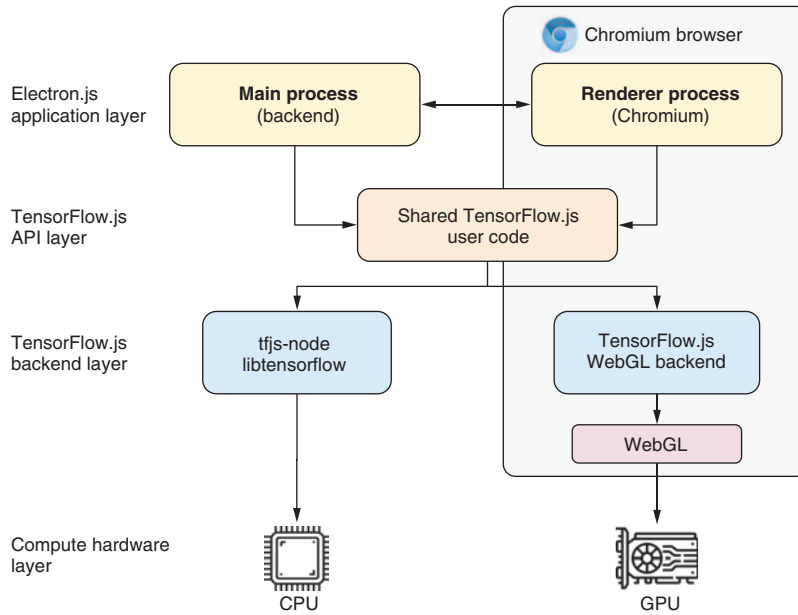 Chromium browser
Electron.js
application layer
Main process
(backend)
Renderer process
(Chromium)
TensorFlow.js
API layer
Shared TensorFlow.js
user code
TensorFlow.js
backend layer
tfjs-node
libtensorflow
TensorFlow.js
WebGL backend
WebGL
Compute hardware
layer
CPU
GPU